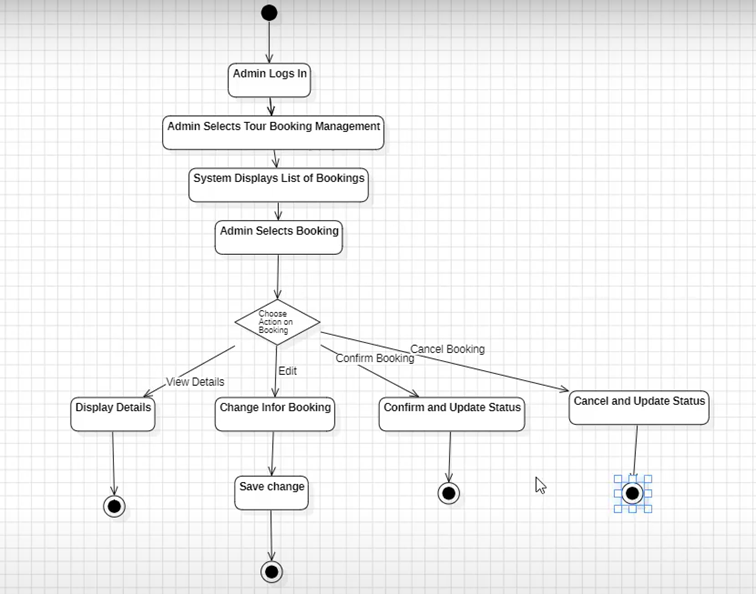 Admin Logs In
Admin Selects Tour Booking Management
System Displays List of Bookings
Admin Selects Booking
Choose
Action on
Booking
Cancel Booking
Confirm Booking
Edit
View Details
Display Details
Change Infor Booking
Confirm and Update Status
Cancel and Update Status
Save change